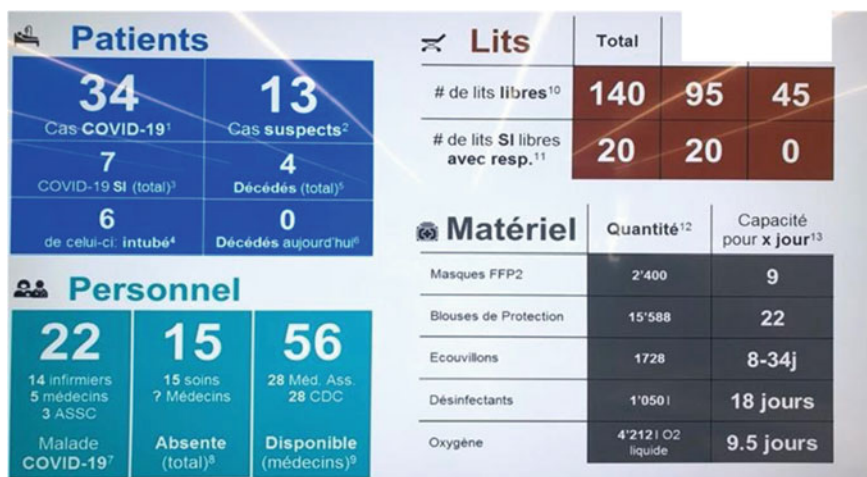 Patients
34
Cas COVID-19¹
13
Cas suspects²
7
COVID-19 SI (total)³
4
Décédés (total)⁵
6
de celui-ci: intubé⁴
0
Décédés aujourd'hui⁶
Personnel
22
14 infirmiers
5 médecins
3 ASSC
Malade
COVID-19⁷
15
15 soins
? Médecins
Absente
(total)⁸
56
28 Méd. Ass.
28 CDC
Disponible
(médecins)⁹
Lits
Total
# de lits libres¹⁰ 140 95 45
# de lits SI libres
avec resp.¹¹ 20 20 0
Matériel
Quantité¹²
Capacité
pour x jour¹³
Masques FFP2 2'400 9
Blouses de Protection 15'588 22
Ecouvillons 1728 8-34j
Désinfectants 1'050 l 18 jours
Oxygène 4'212 l O2
liquide 9.5 jours